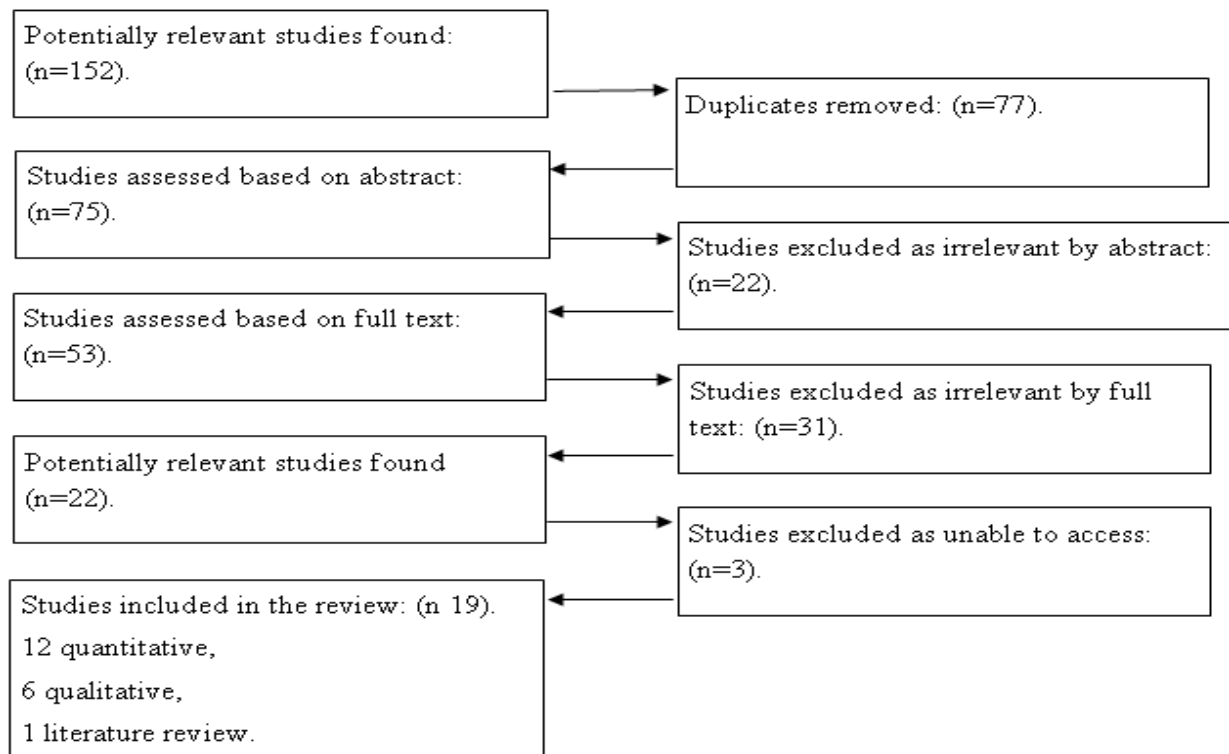 Potentially relevant studies found:
(n=152).
Duplicates removed: (n=77).
Studies assessed based on abstract:
(n=75).
Studies excluded as irrelevant by abstract:
(n=22).
Studies assessed based on full text:
(n=53).
Studies excluded as irrelevant by full
text: (n=31).
Potentially relevant studies found
(n=22).
Studies excluded as unable to access:
(n=3).
Studies included in the review: (n 19).
12 quantitative,
6 qualitative,
1 literature review.